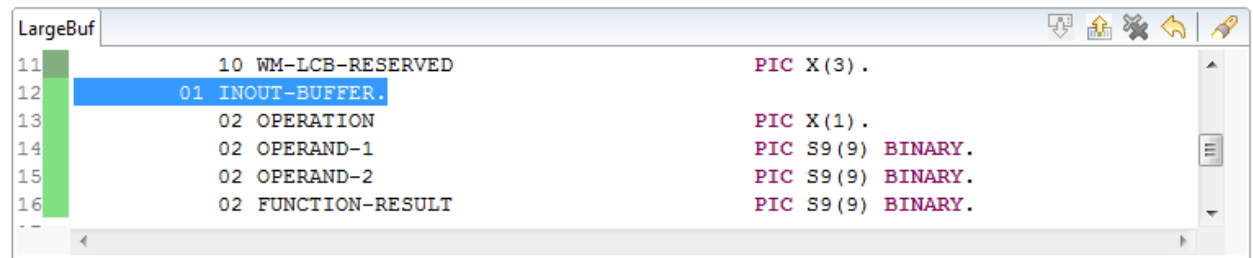 LargeBuf
11 10 WM-LCB-RESERVED PIC X(3).
12 01 INOUT-BUFFER.
13 02 OPERATION PIC X(1).
14 02 OPERAND-1 PIC S9(9) BINARY.
15 02 OPERAND-2 PIC S9(9) BINARY.
16 02 FUNCTION-RESULT PIC S9(9) BINARY.